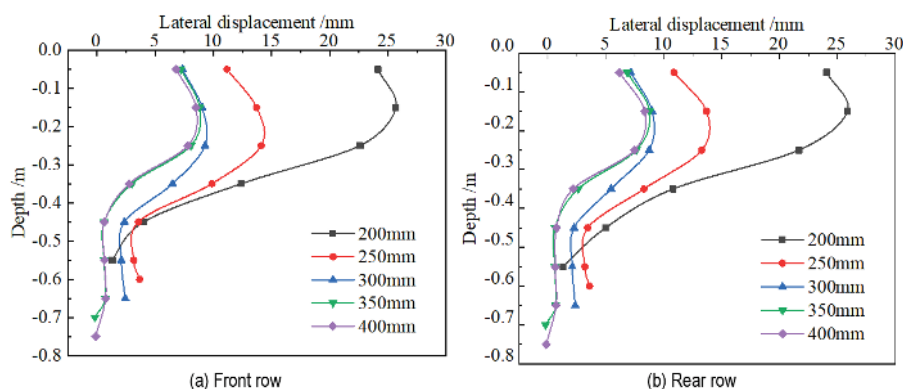 Lateral displacement /mm
0 5 10 15 20 25 30
0.0
-0.1
-0.2
-0.3
-0.4
-0.5
-0.6
-0.7
-0.8
Depth /m
200mm
250mm
300mm
350mm
400mm
(a) Front row
Lateral displacement /mm
0 5 10 15 20 25 30
0.0
-0.1
-0.2
-0.3
-0.4
-0.5
-0.6
-0.7
-0.8
Depth /m
200mm
250mm
300mm
350mm
400mm
(b) Rear row